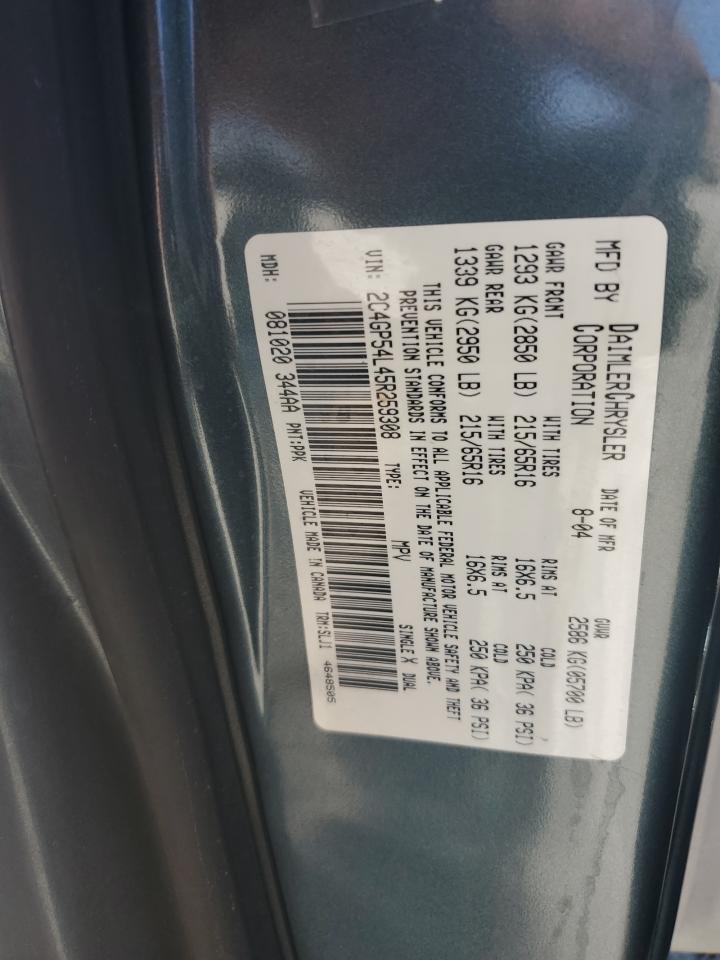 MFD BY DAIMLERCHRYSLER CORPORATION
DATE OF MFR 8-04
GVWR 2586 KG(05700 LB)
GAWR FRONT WITH TIRES RIMS AT COLD
1293 KG(2850 LB) 215/65R16 16X6.5 250 KPA( 36 PSI)
GAWR REAR WITH TIRES RIMS AT COLD
1339 KG(2950 LB) 215/65R16 16X6.5 250 KPA( 36 PSI)
THIS VEHICLE CONFORMS TO ALL APPLICABLE FEDERAL MOTOR VEHICLE SAFETY AND THEFT
PREVENTION STANDARDS IN EFFECT ON THE DATE OF MANUFACTURE SHOWN ABOVE.
VIN: 2C4GP54L45R259308 TYPE: MPV SINGLE X DUAL
MDH: 081020 344AA PNT:PPK VEHICLE MADE IN CANADA TRM:SLJ1 4648505